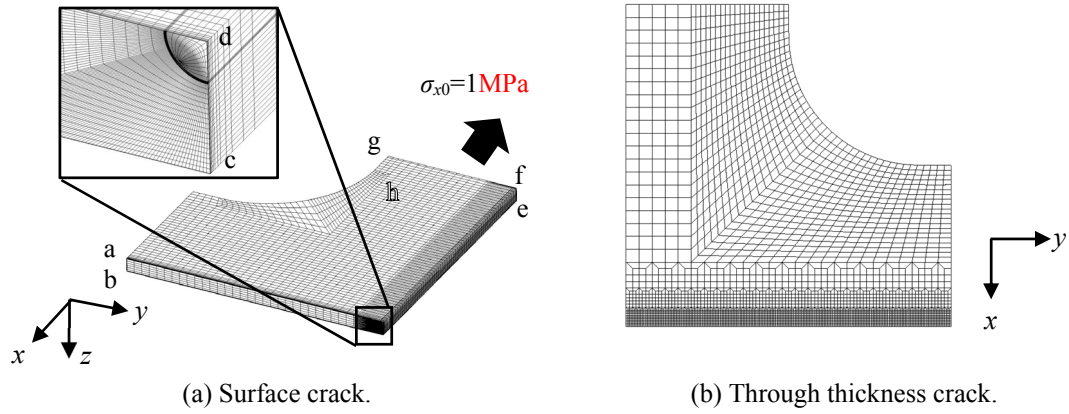 d
c
σx0=1MPa
g
h
f
e
a
b
y
x
z
y
x
(a) Surface crack.
(b) Through thickness crack.